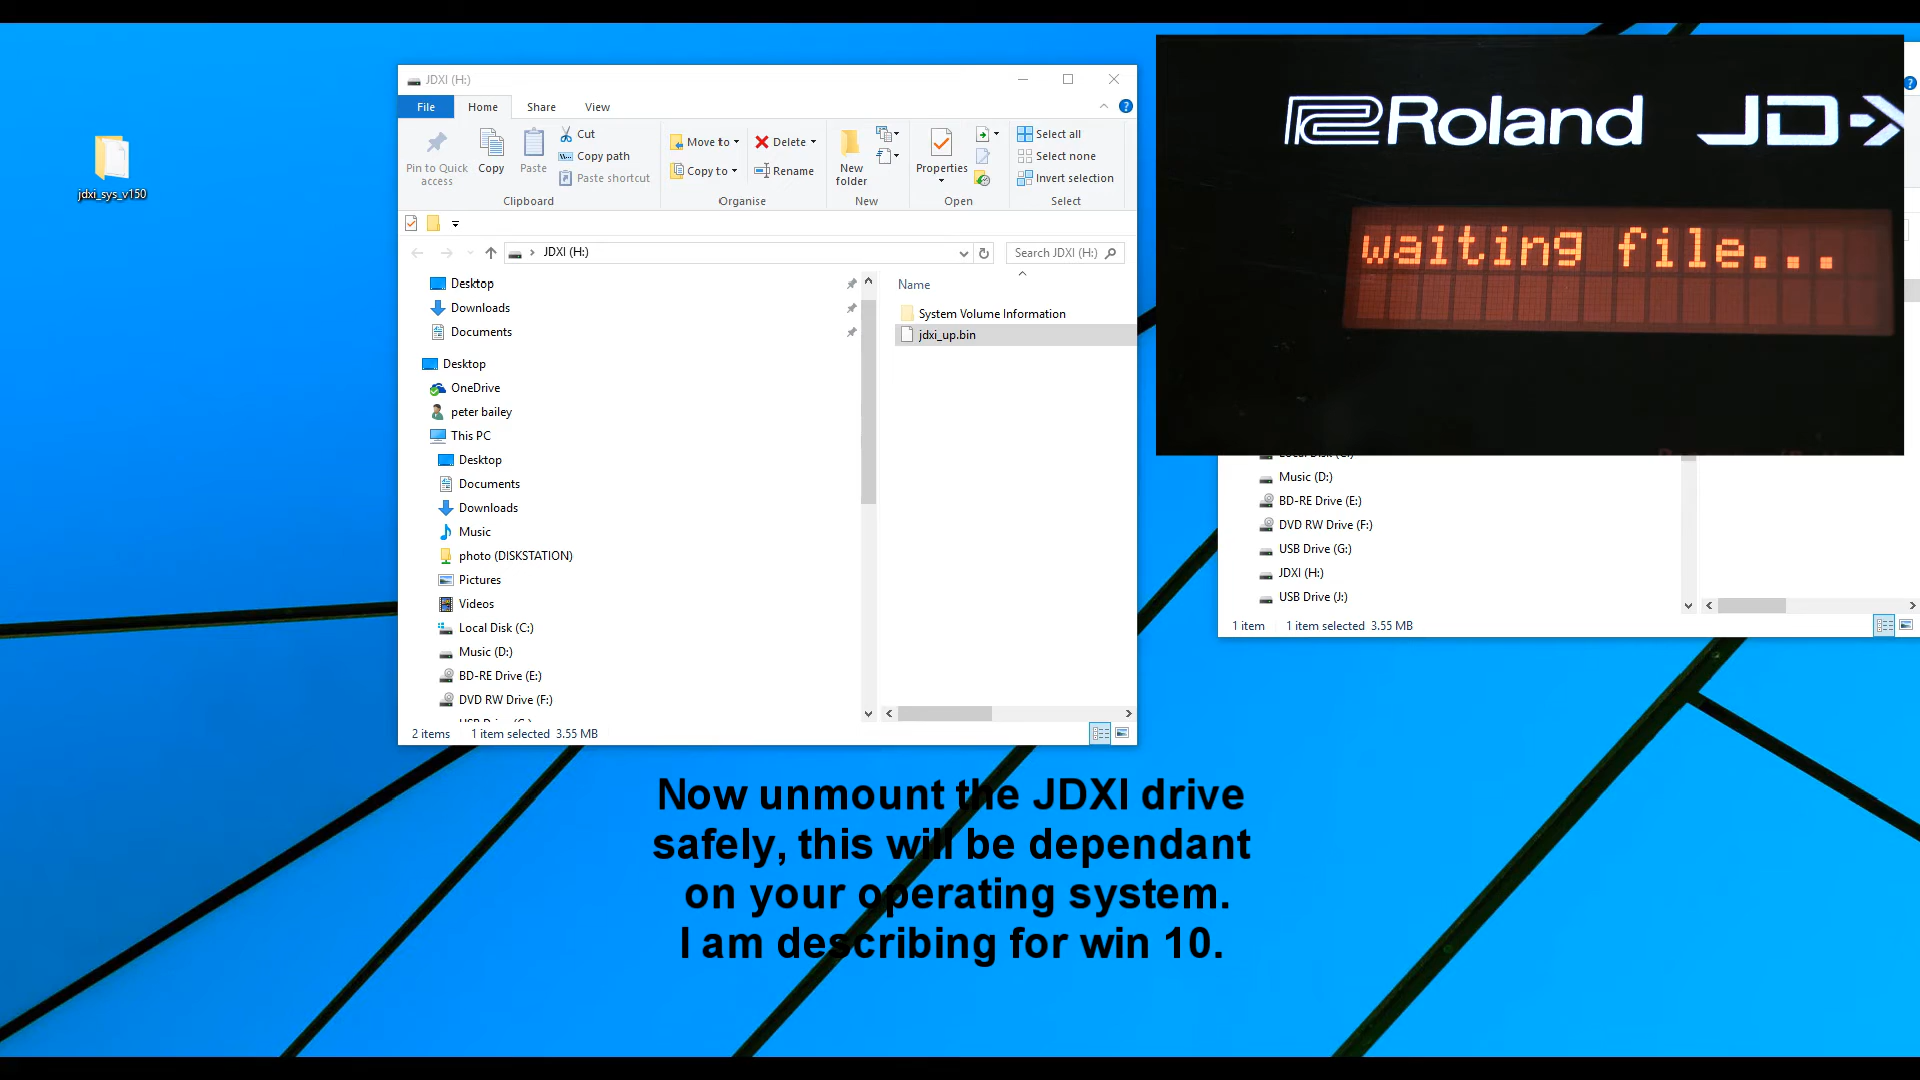 jdxi_sys_v150
JDXI (H:)
File Home Share View
Pin to Quick access
Copy
Paste
Cut
Copy path
Paste shortcut
Clipboard
Move to
Copy to
Delete
Rename
Organise
New folder
New
Properties
Open
Select all
Select none
Invert selection
Select
JDXI (H:)
Search JDXI (H:)
Desktop
Downloads
Documents
Desktop
OneDrive
peter bailey
This PC
Desktop
Documents
Downloads
Music
photo (DISKSTATION)
Pictures
Videos
Local Disk (C:)
Music (D:)
BD-RE Drive (E:)
DVD RW Drive (F:)
Name
System Volume Information
jdxi_up.bin
2 items 1 item selected 3.55 MB
Roland JD-X
waiting file...
Music (D:)
BD-RE Drive (E:)
DVD RW Drive (F:)
USB Drive (G:)
JDXI (H:)
USB Drive (J:)
1 item 1 item selected 3.55 MB
Now unmount the JDXI drive
safely, this will be dependant
on your operating system.
I am describing for win 10.